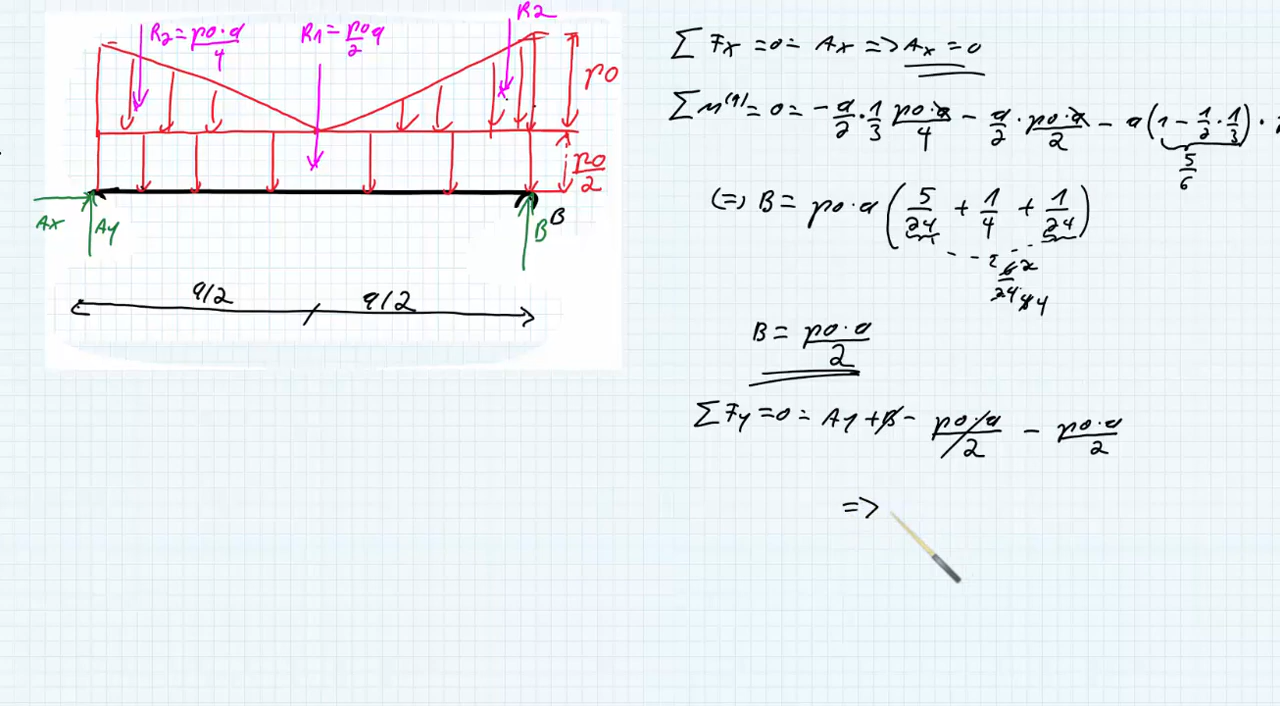 R2 = p0·a/4
R1 = p0a/2
R2
p0
p0/2
Ax
Ay
B
B
a/2
a/2
∑Fx = 0 = Ax => Ax = 0
∑M(A) = 0 = -a/2 · 1/3 p0·a/4 - a/2 · p0·a/2 - a(1 - 1/2 · 1/3) ·
5/6
(=) B = p0·a (5/24 + 1/4 + 1/24)
B = p0·a/2
∑Fy = 0 = Ay + B - p0·a/2 - p0·a/2
=>